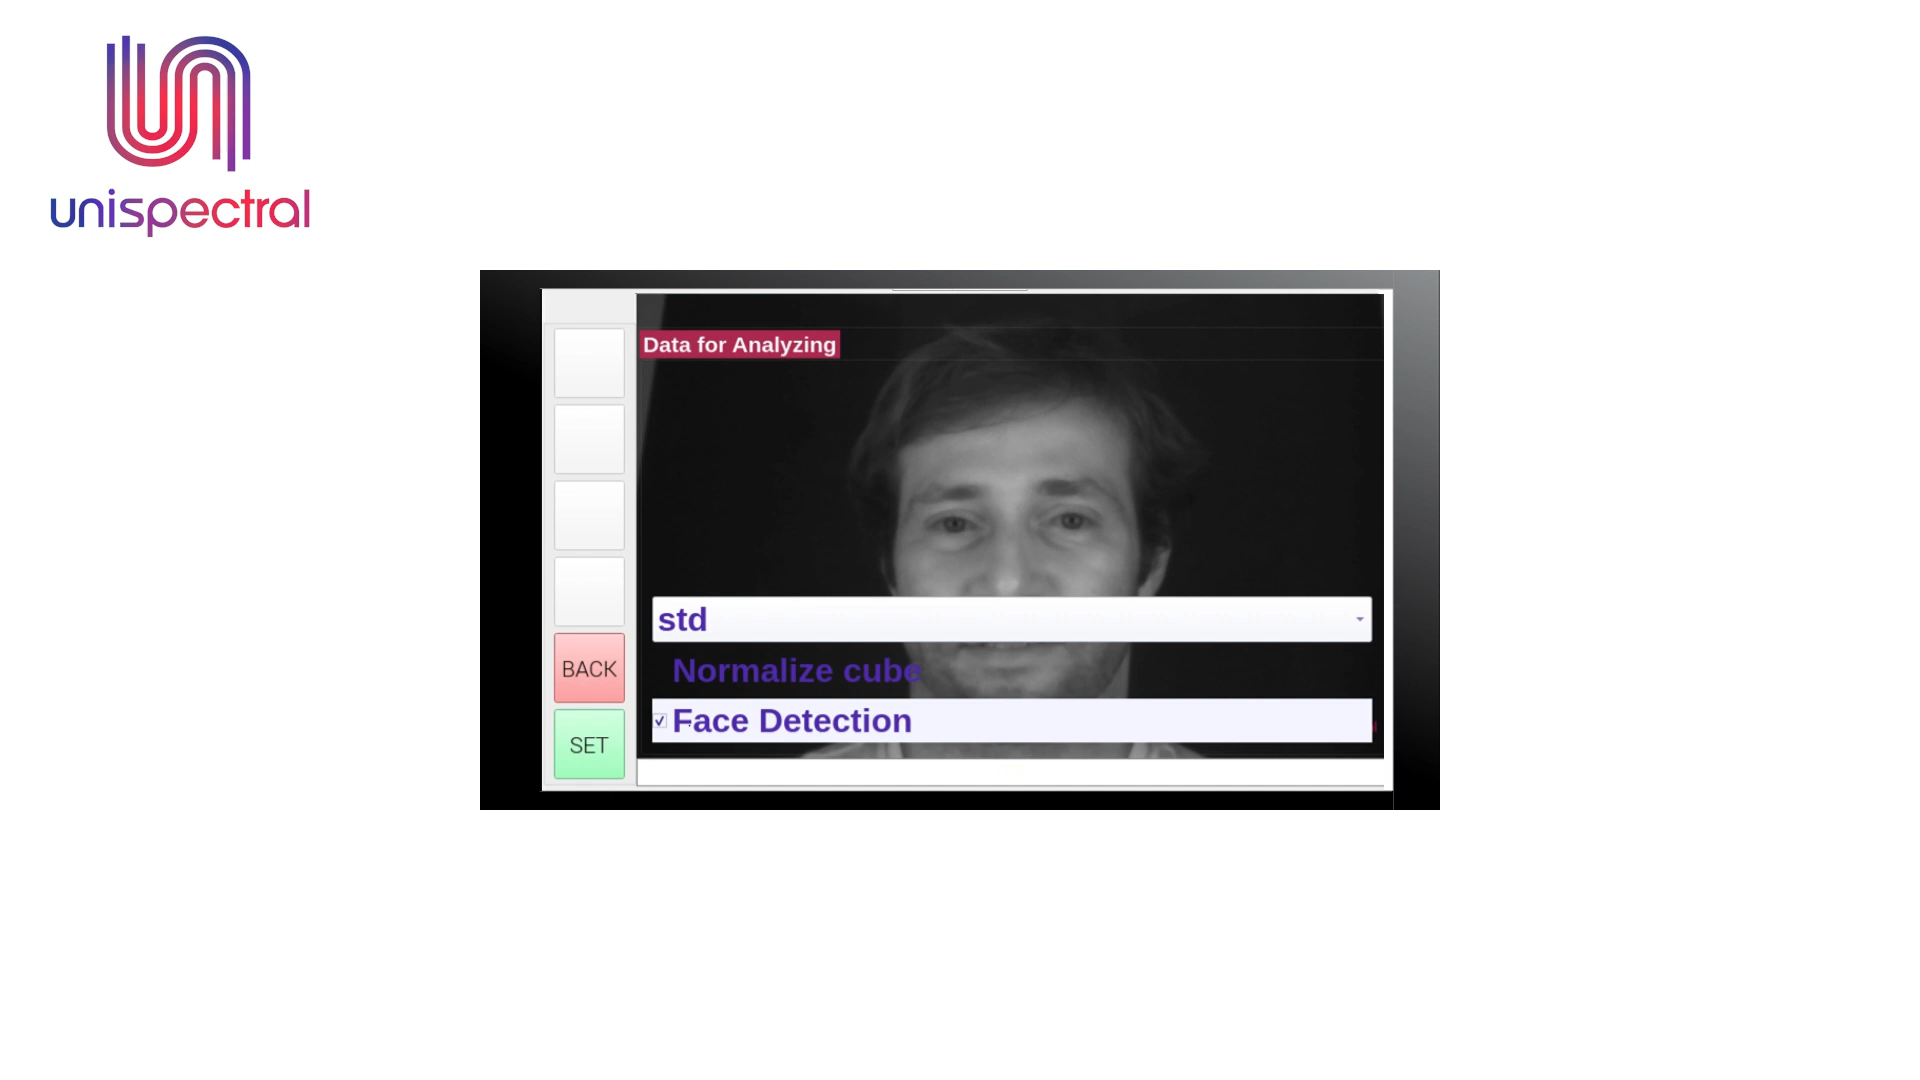 unispectral
Data for Analyzing
std
Normalize cube
Face Detection
BACK
SET